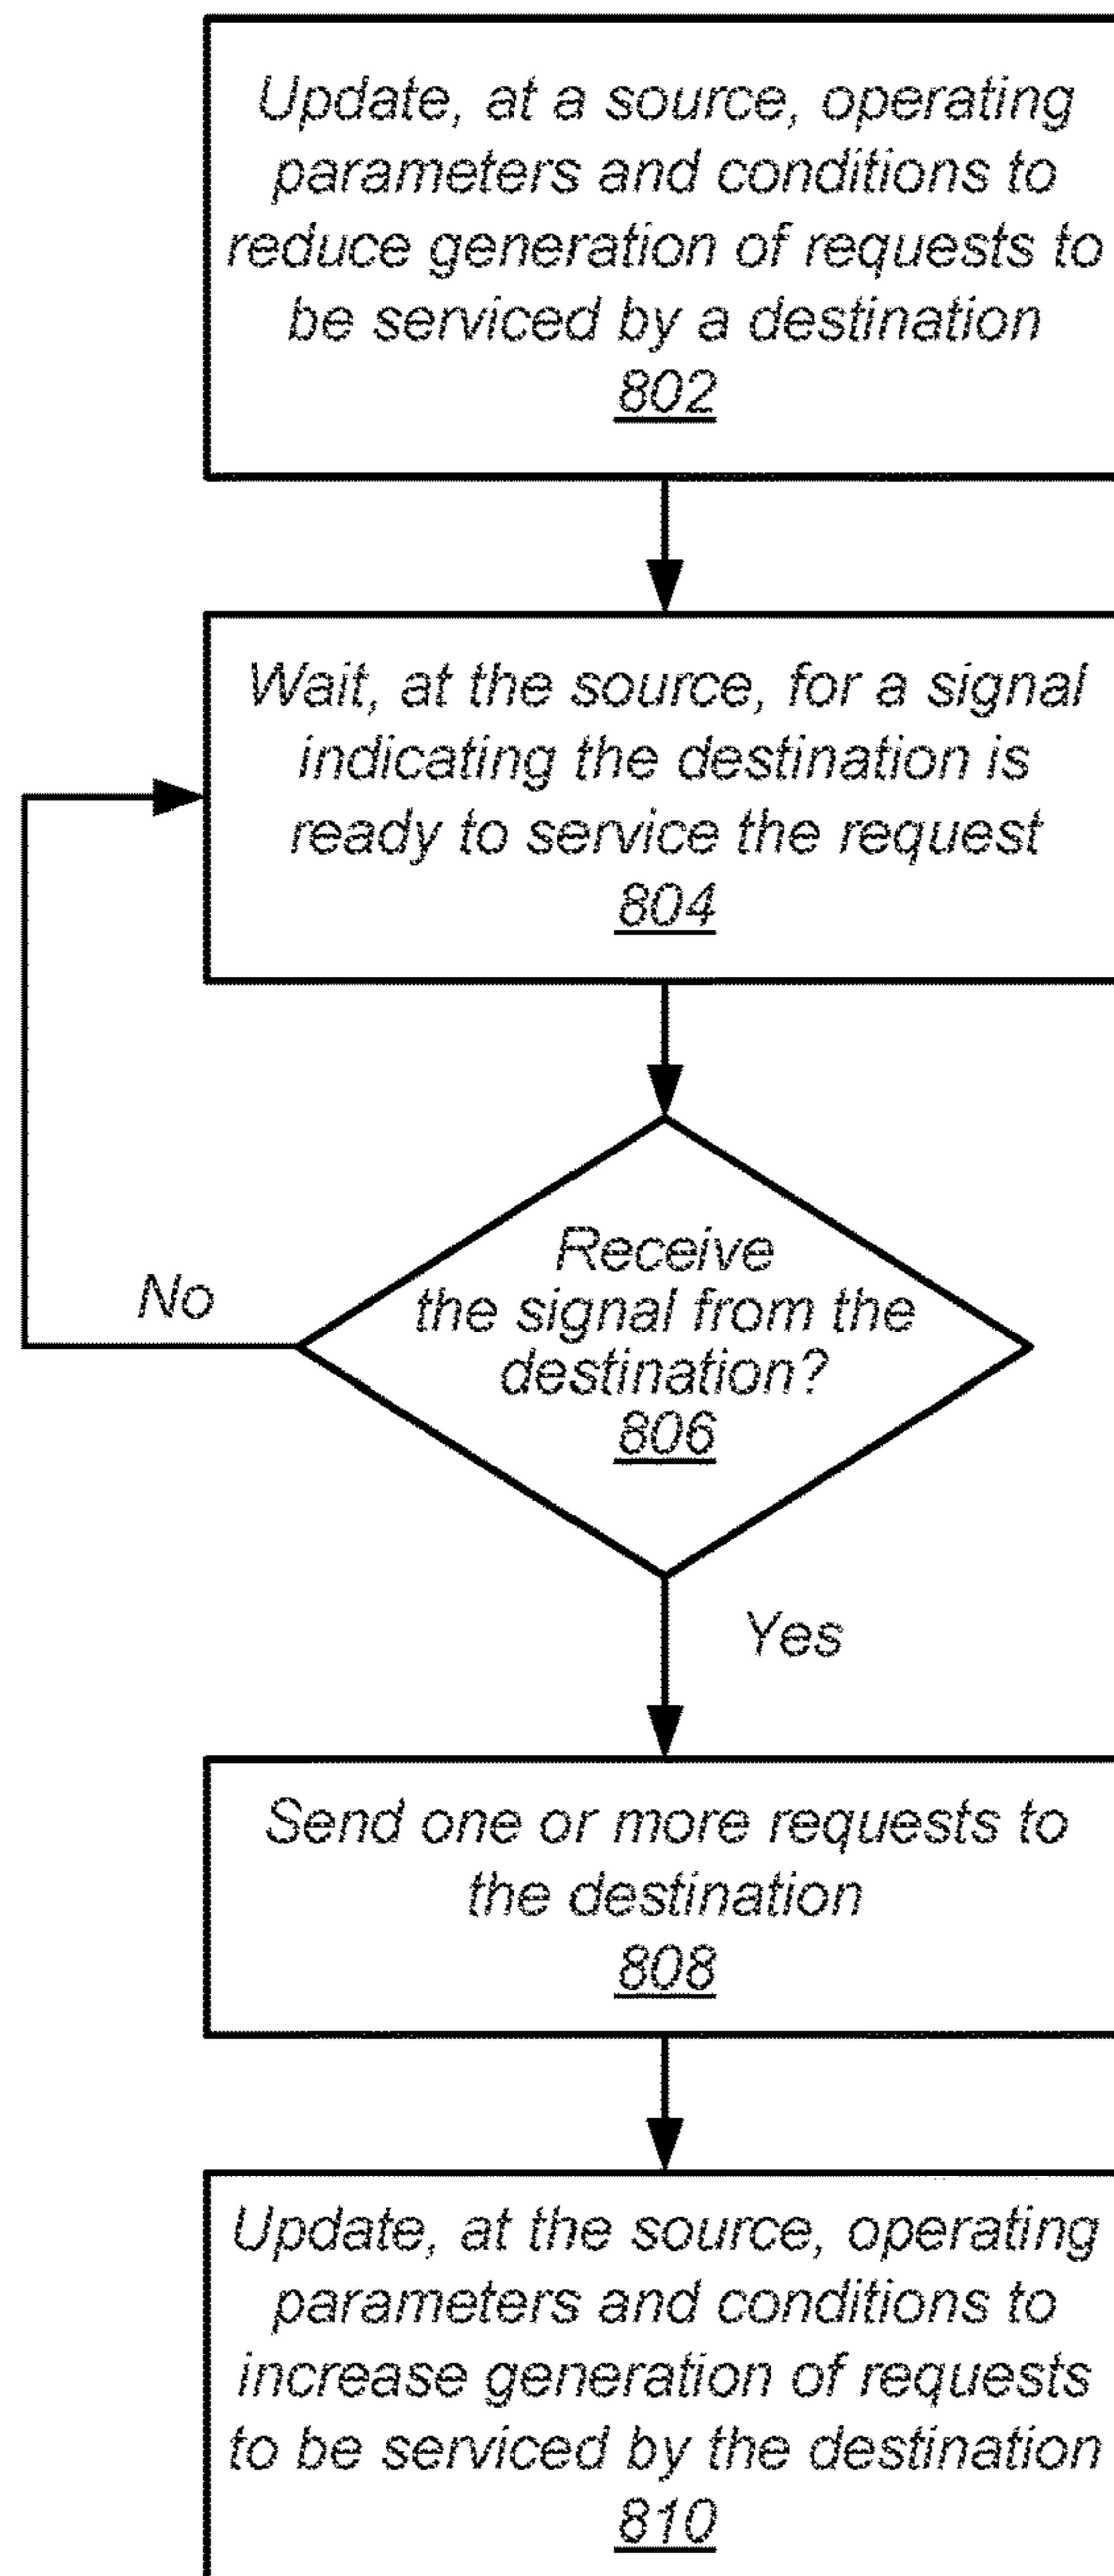 Update, at a source, operating
parameters and conditions to
reduce generation of requests to
be serviced by a destination
802
Wait, at the source, for a signal
indicating the destination is
ready to service the request
804
Receive
the signal from the
destination?
806
No
Yes
Send one or more requests to
the destination
808
Update, at the source, operating
parameters and conditions to
increase generation of requests
to be serviced by the destination
810